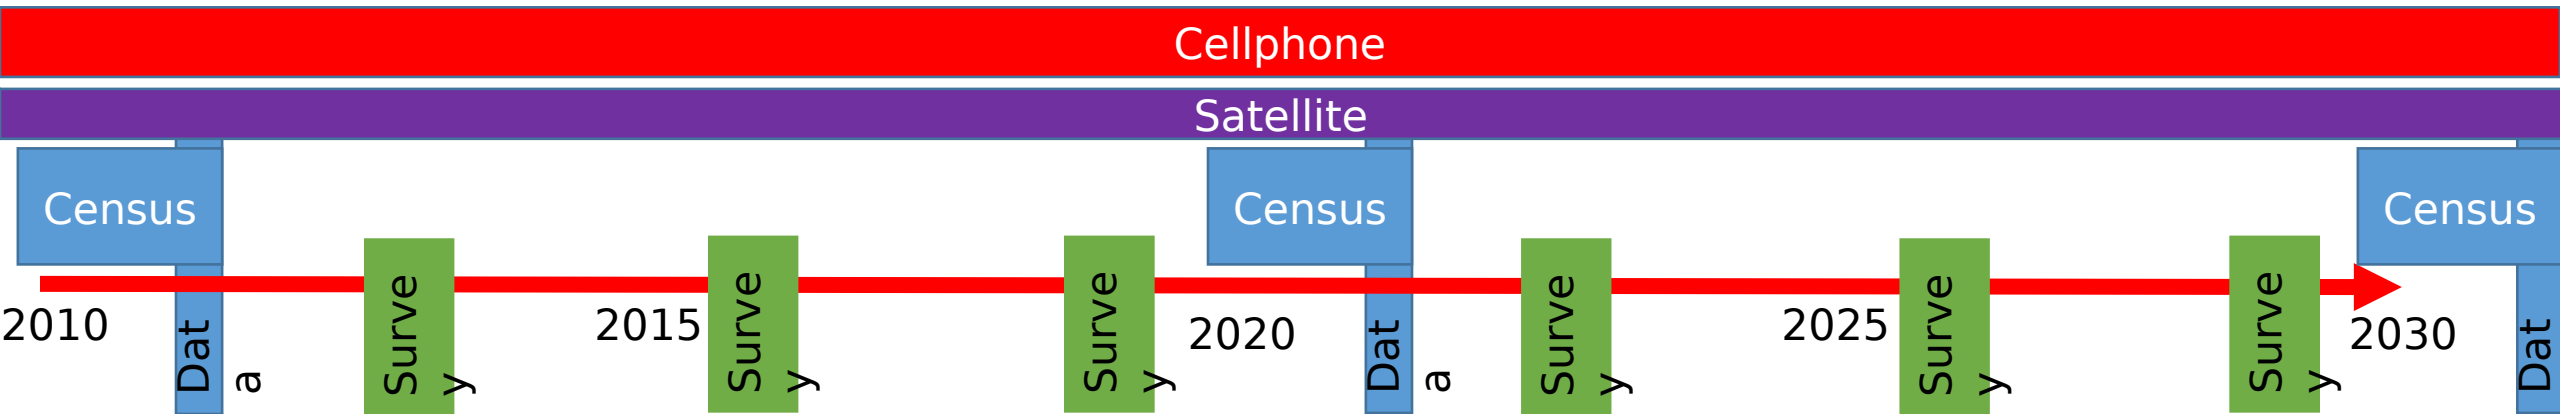 Cellphone
Satellite
Census
Census
Census
Surve
y
Surve
y
Surve
y
Surve
y
Surve
y
Surve
y
2010
2015
2020
2025
2030
Dat
a
Dat
a
Dat